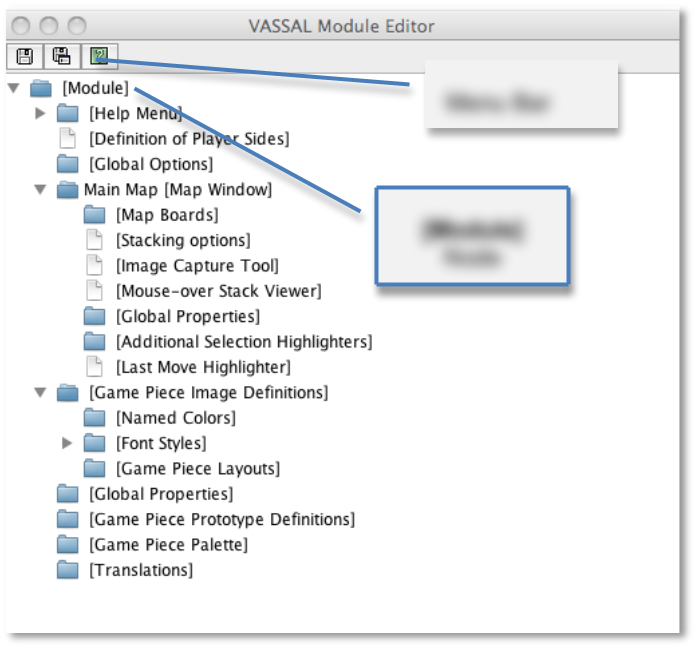 VASSAL Module Editor
[Module]
[Help Menu]
[Definition of Player Sides]
[Global Options]
Main Map [Map Window]
[Map Boards]
[Stacking options]
[Image Capture Tool]
[Mouse-over Stack Viewer]
[Global Properties]
[Additional Selection Highlighters]
[Last Move Highlighter]
[Game Piece Image Definitions]
[Named Colors]
[Font Styles]
[Game Piece Layouts]
[Global Properties]
[Game Piece Prototype Definitions]
[Game Piece Palette]
[Translations]